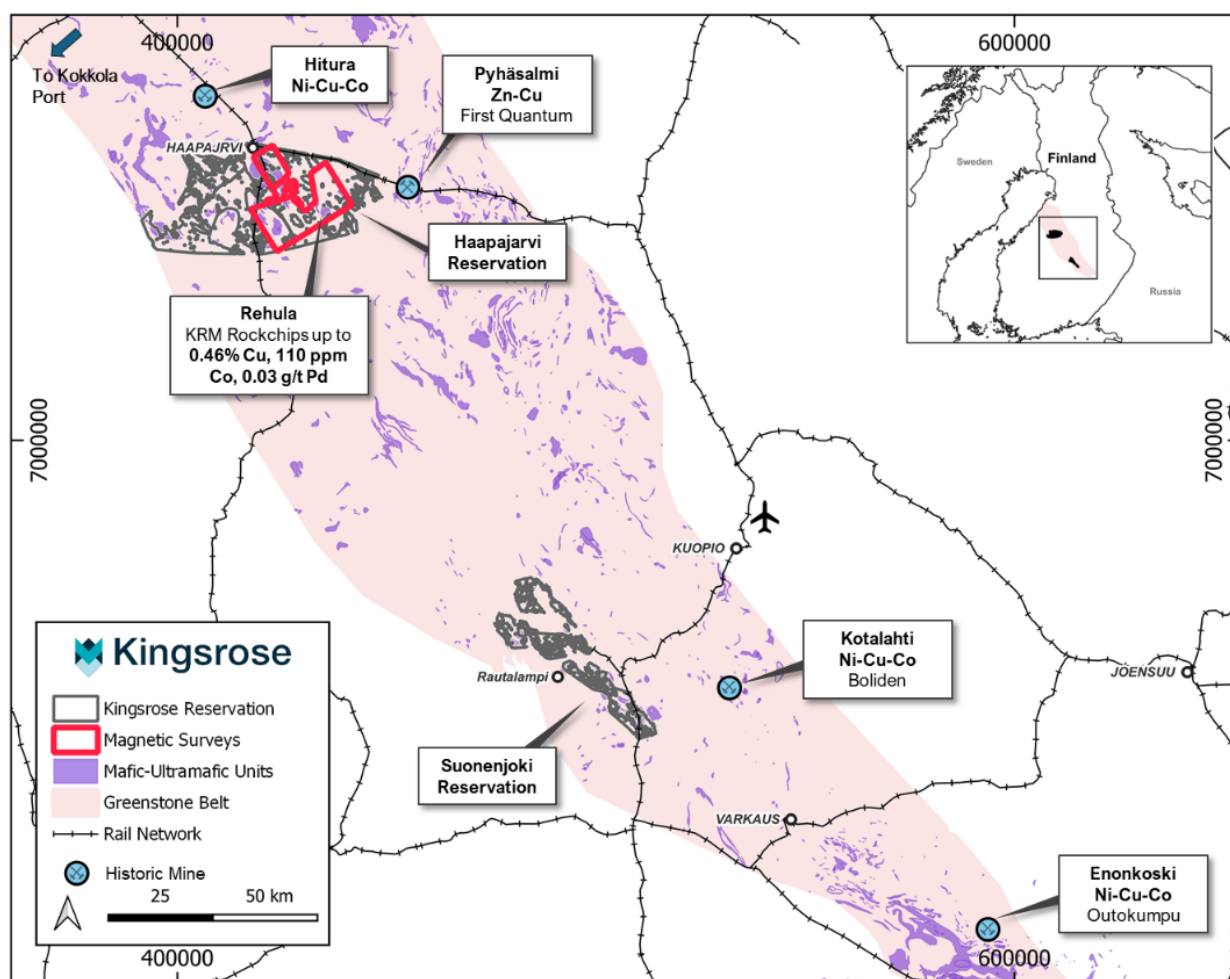 400000
600000
To Kokkola
Port
Hitura
Ni-Cu-Co
Pyhäsalmi
Zn-Cu
First Quantum
HAAPAJRVI
Sweden
Finland
Russia
Haapajarvi
Reservation
Rehula
KRM Rockchips up to
0.46% Cu, 110 ppm
Co, 0.03 g/t Pd
7000000
7000000
KUOPIO
Kingsrose
Kingsrose Reservation
Magnetic Surveys
Mafic-Ultramafic Units
Greenstone Belt
Rail Network
Historic Mine
25
50 km
Rautalampi
Kotalahti
Ni-Cu-Co
Boliden
JOENSUU
Suonenjoki
Reservation
VARKAUS
Enonkoski
Ni-Cu-Co
Outokumpu
400000
600000